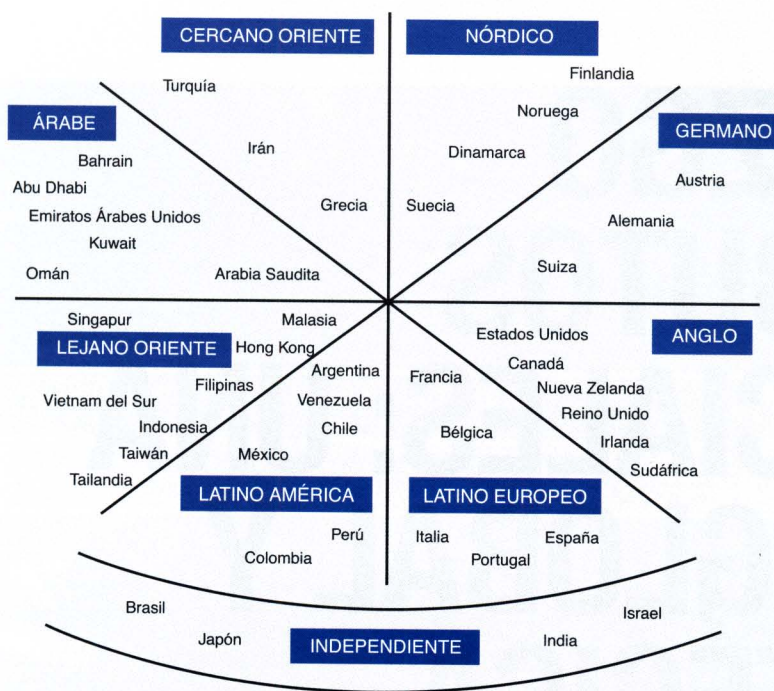 CERCANO ORIENTE
Turquía
Irán
Grecia
NÓRDICO
Finlandia
Noruega
Dinamarca
Suecia
GERMANO
Austria
Alemania
Suiza
ÁRABE
Bahrain
Abu Dhabi
Emiratos Árabes Unidos
Kuwait
Omán
Arabia Saudita
Singapur
Malasia
LEJANO ORIENTE
Hong Kong
Filipinas
Vietnam del Sur
Indonesia
Taiwán
Tailandia
Argentina
Venezuela
Chile
México
LATINO AMÉRICA
Perú
Colombia
Francia
Bélgica
LATINO EUROPEO
Italia
España
Portugal
Estados Unidos
ANGLO
Canadá
Nueva Zelanda
Reino Unido
Irlanda
Sudáfrica
Brasil
Japón
INDEPENDIENTE
India
Israel